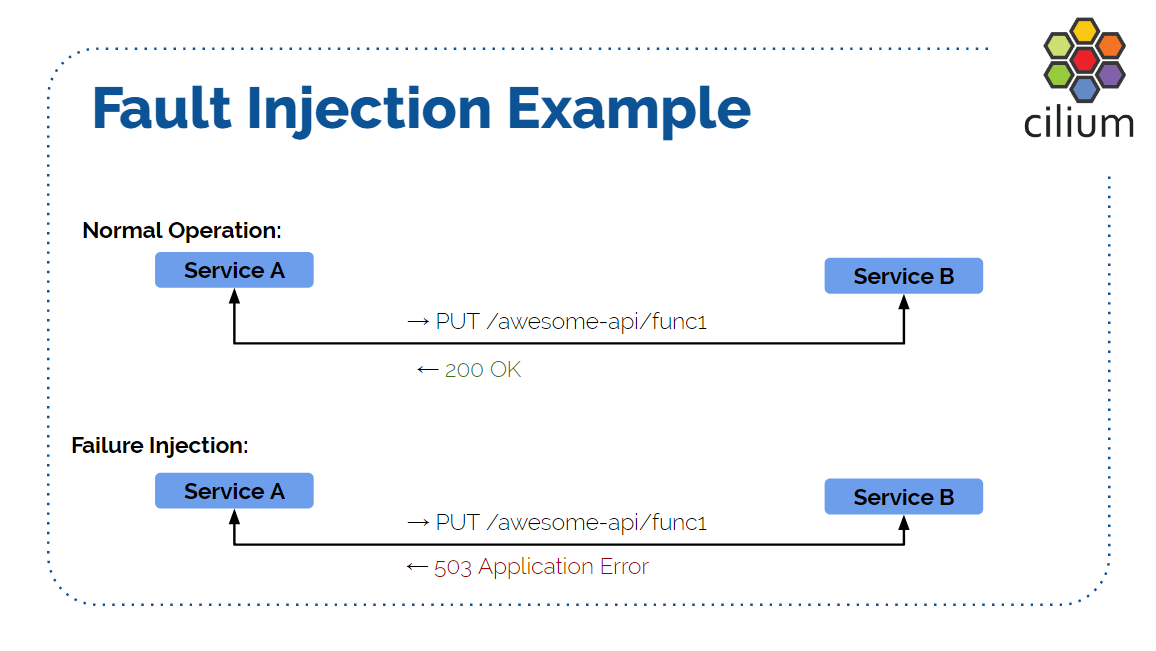 cilium
Fault Injection Example
Normal Operation:
Service A
Service B
→ PUT /awesome-api/func1
← 200 OK
Failure Injection:
Service A
Service B
→ PUT /awesome-api/func1
← 503 Application Error